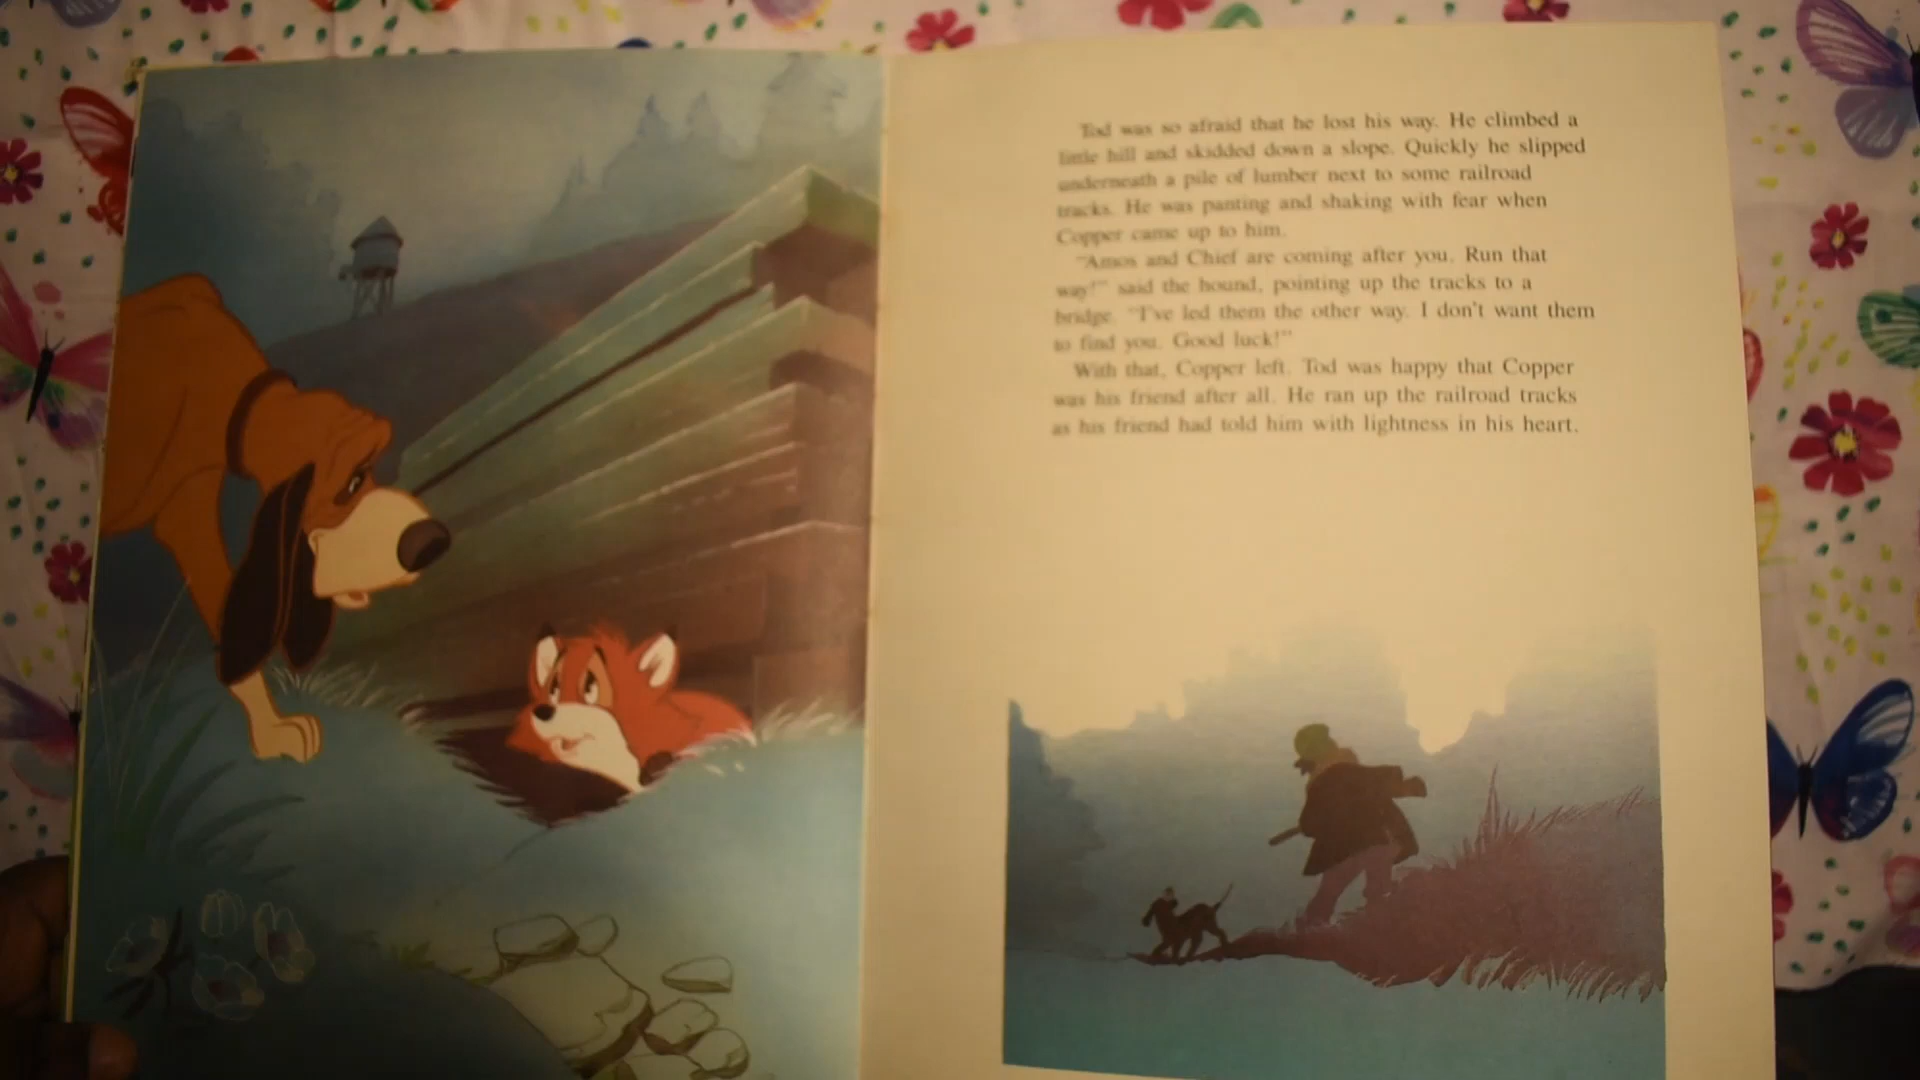 Tod was so afraid that he lost his way. He climbed a
little hill and skidded down a slope. Quickly he slipped
underneath a pile of lumber next to some railroad
tracks. He was panting and shaking with fear when
Copper came up to him.
"Amos and Chief are coming after you. Run that
way!" said the hound, pointing up the tracks to a
bridge. "I've led them the other way. I don't want them
to find you. Good luck!"
With that, Copper left. Tod was happy that Copper
was his friend after all. He ran up the railroad tracks
as his friend had told him with lightness in his heart.